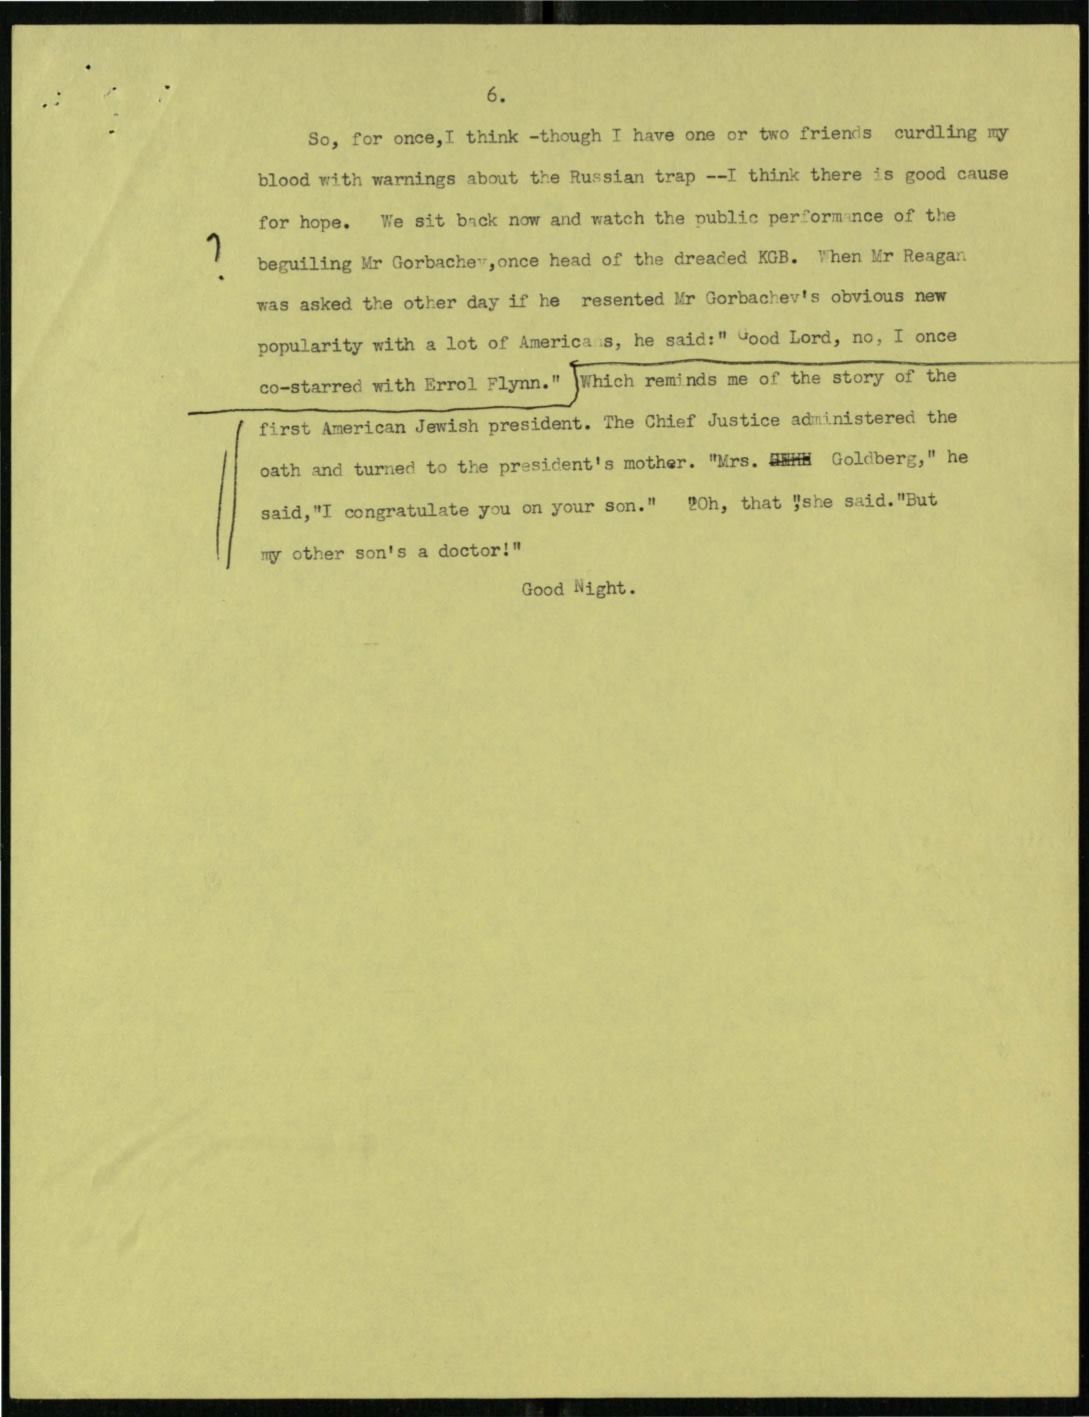 6.
So, for once,I think -though I have one or two friends curdling my
blood with warnings about the Russian trap --I think there is good cause
for hope. We sit back now and watch the public performance of the
?
beguiling Mr Gorbachev,once head of the dreaded KGB. When Mr Reagan
was asked the other day if he resented Mr Gorbachev's obvious new
popularity with a lot of Americans, he said:" Good Lord, no, I once
co-starred with Errol Flynn." Which reminds me of the story of the
first American Jewish president. The Chief Justice administered the
oath and turned to the president's mother. "Mrs. Goldberg," he
said,"I congratulate you on your son." "Oh, that ",she said."But
my other son's a doctor!"
Good Night.